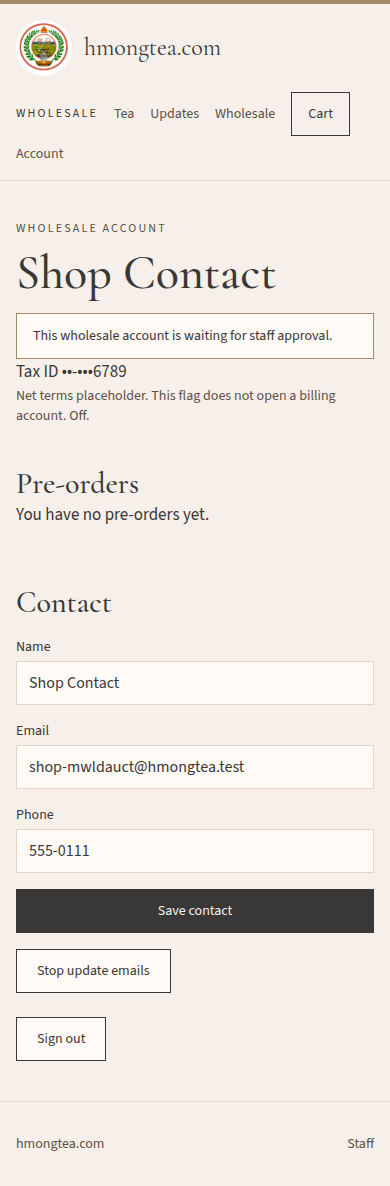 hmongtea.com
WHOLESALE Tea Updates Wholesale Cart
Account
WHOLESALE ACCOUNT
Shop Contact
This wholesale account is waiting for staff approval.
Tax ID ••-•••6789
Net terms placeholder. This flag does not open a billing
account. Off.
Pre-orders
You have no pre-orders yet.
Contact
Name
Shop Contact
Email
shop-mwldauct@hmongtea.test
Phone
555-0111
Save contact
Stop update emails
Sign out
hmongtea.com Staff